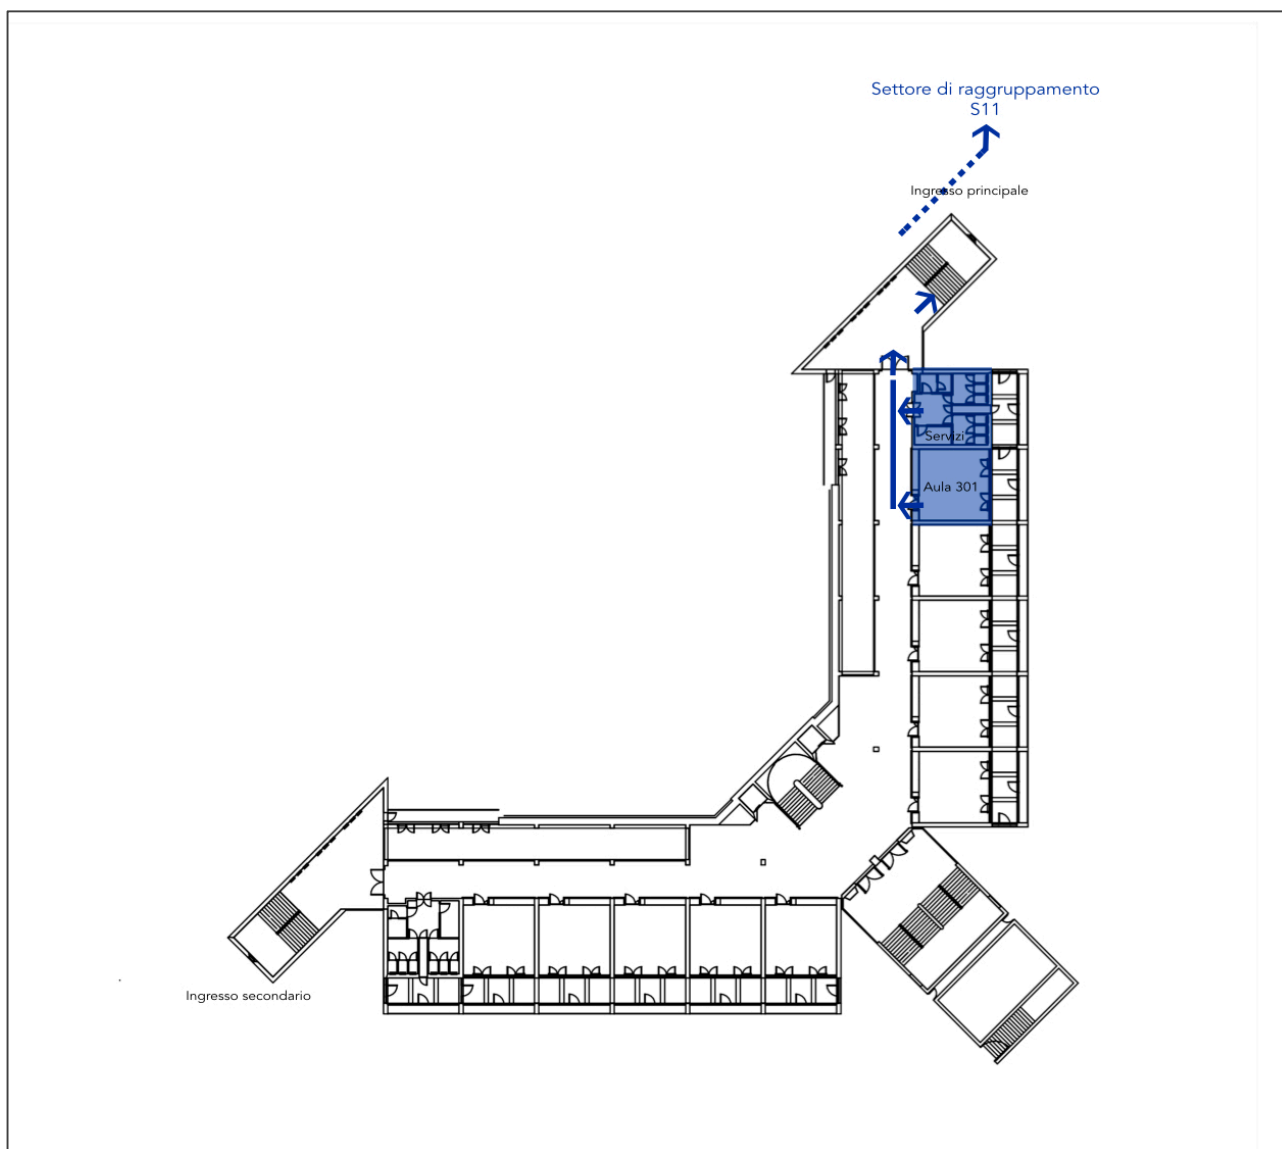 Settore di raggruppamento
S11
Ingresso principale
Servizi
Aula 301
Ingresso secondario